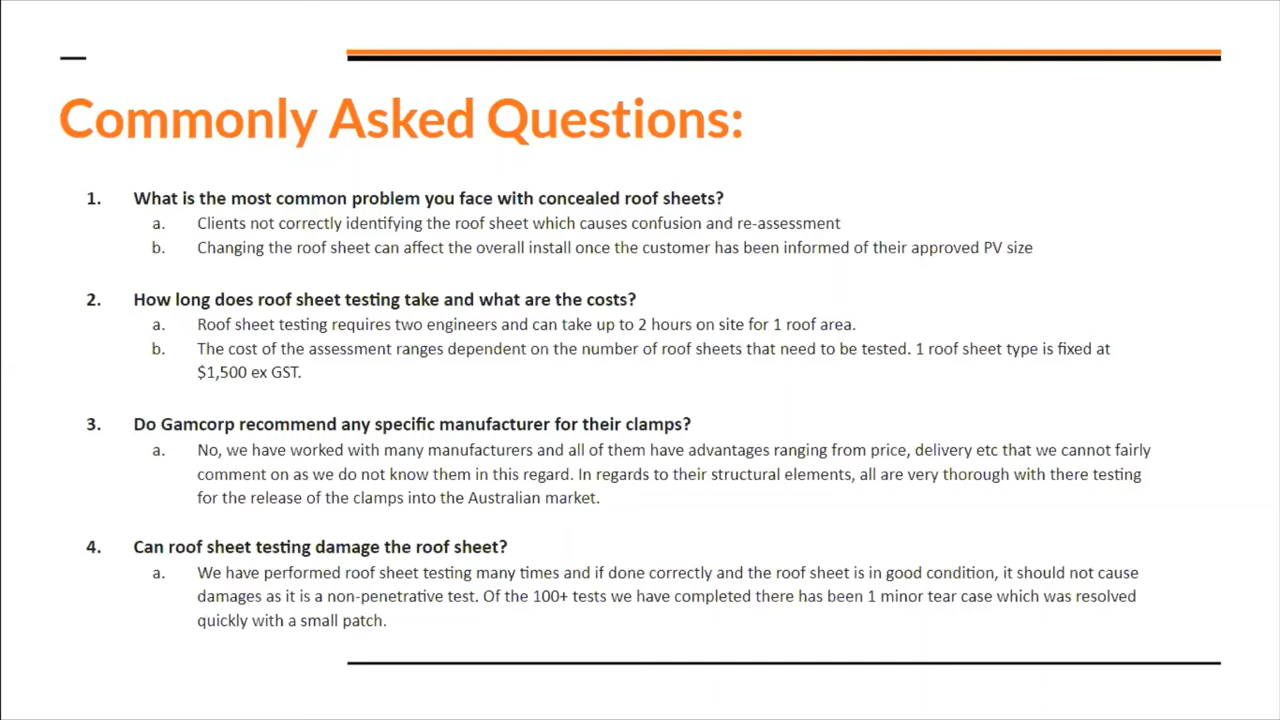 Commonly Asked Questions:
1. What is the most common problem you face with concealed roof sheets?
a. Clients not correctly identifying the roof sheet which causes confusion and re-assessment
b. Changing the roof sheet can affect the overall install once the customer has been informed of their approved PV size
2. How long does roof sheet testing take and what are the costs?
a. Roof sheet testing requires two engineers and can take up to 2 hours on site for 1 roof area.
b. The cost of the assessment ranges dependent on the number of roof sheets that need to be tested. 1 roof sheet type is fixed at
$1,500 ex GST.
3. Do Gamcorp recommend any specific manufacturer for their clamps?
a. No, we have worked with many manufacturers and all of them have advantages ranging from price, delivery etc that we cannot fairly
comment on as we do not know them in this regard. In regards to their structural elements, all are very thorough with there testing
for the release of the clamps into the Australian market.
4. Can roof sheet testing damage the roof sheet?
a. We have performed roof sheet testing many times and if done correctly and the roof sheet is in good condition, it should not cause
damages as it is a non-penetrative test. Of the 100+ tests we have completed there has been 1 minor tear case which was resolved
quickly with a small patch.